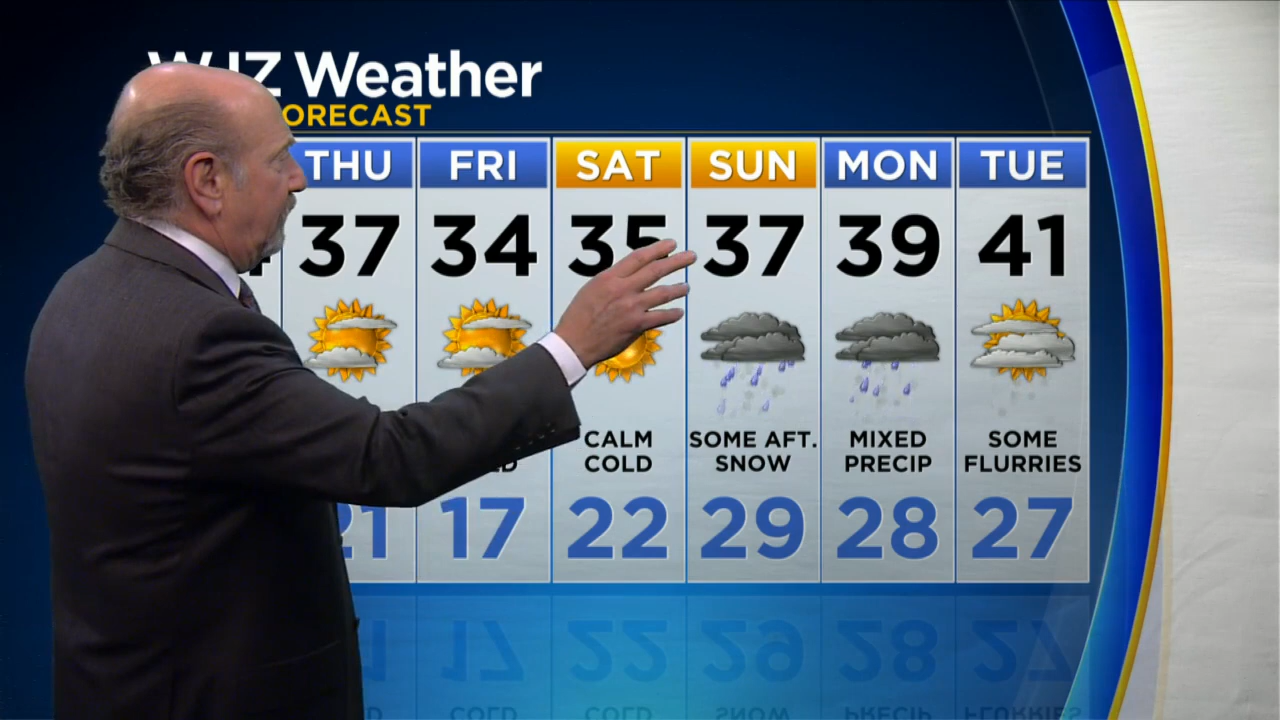 WJZ Weather
ORECAST
THU FRI SAT SUN MON TUE
37 34 35 37 39 41
CALM COLD
SOME AFT. SNOW
MIXED PRECIP
SOME FLURRIES
21 17 22 29 28 27